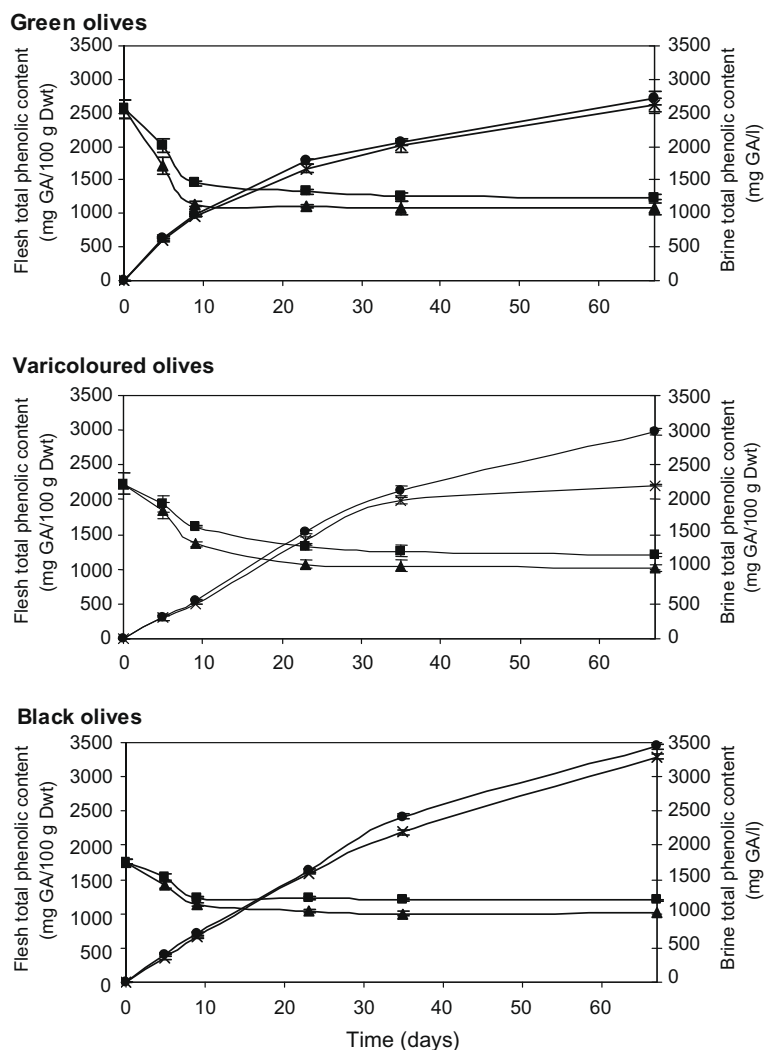 Green olives
Flesh total phenolic content
(mg GA/100 g Dwt)
3500
3000
2500
2000
1500
1000
500
0
3500
3000
2500
2000
1500
1000
500
0
Brine total phenolic content
(mg GA/l)
0 10 20 30 40 50 60
Varicoloured olives
Flesh total phenolic content
(mg GA/100 g Dwt)
3500
3000
2500
2000
1500
1000
500
0
3500
3000
2500
2000
1500
1000
500
0
Brine total phenolic content
(mg GA/100 g Dwt)
0 10 20 30 40 50 60
Black olives
Flesh total phenolic content
(mg GA/100 g Dwt)
3500
3000
2500
2000
1500
1000
500
0
3500
3000
2500
2000
1500
1000
500
0
Brine total phenolic content
(mg GA/l)
0 10 20 30 40 50 60
Time (days)